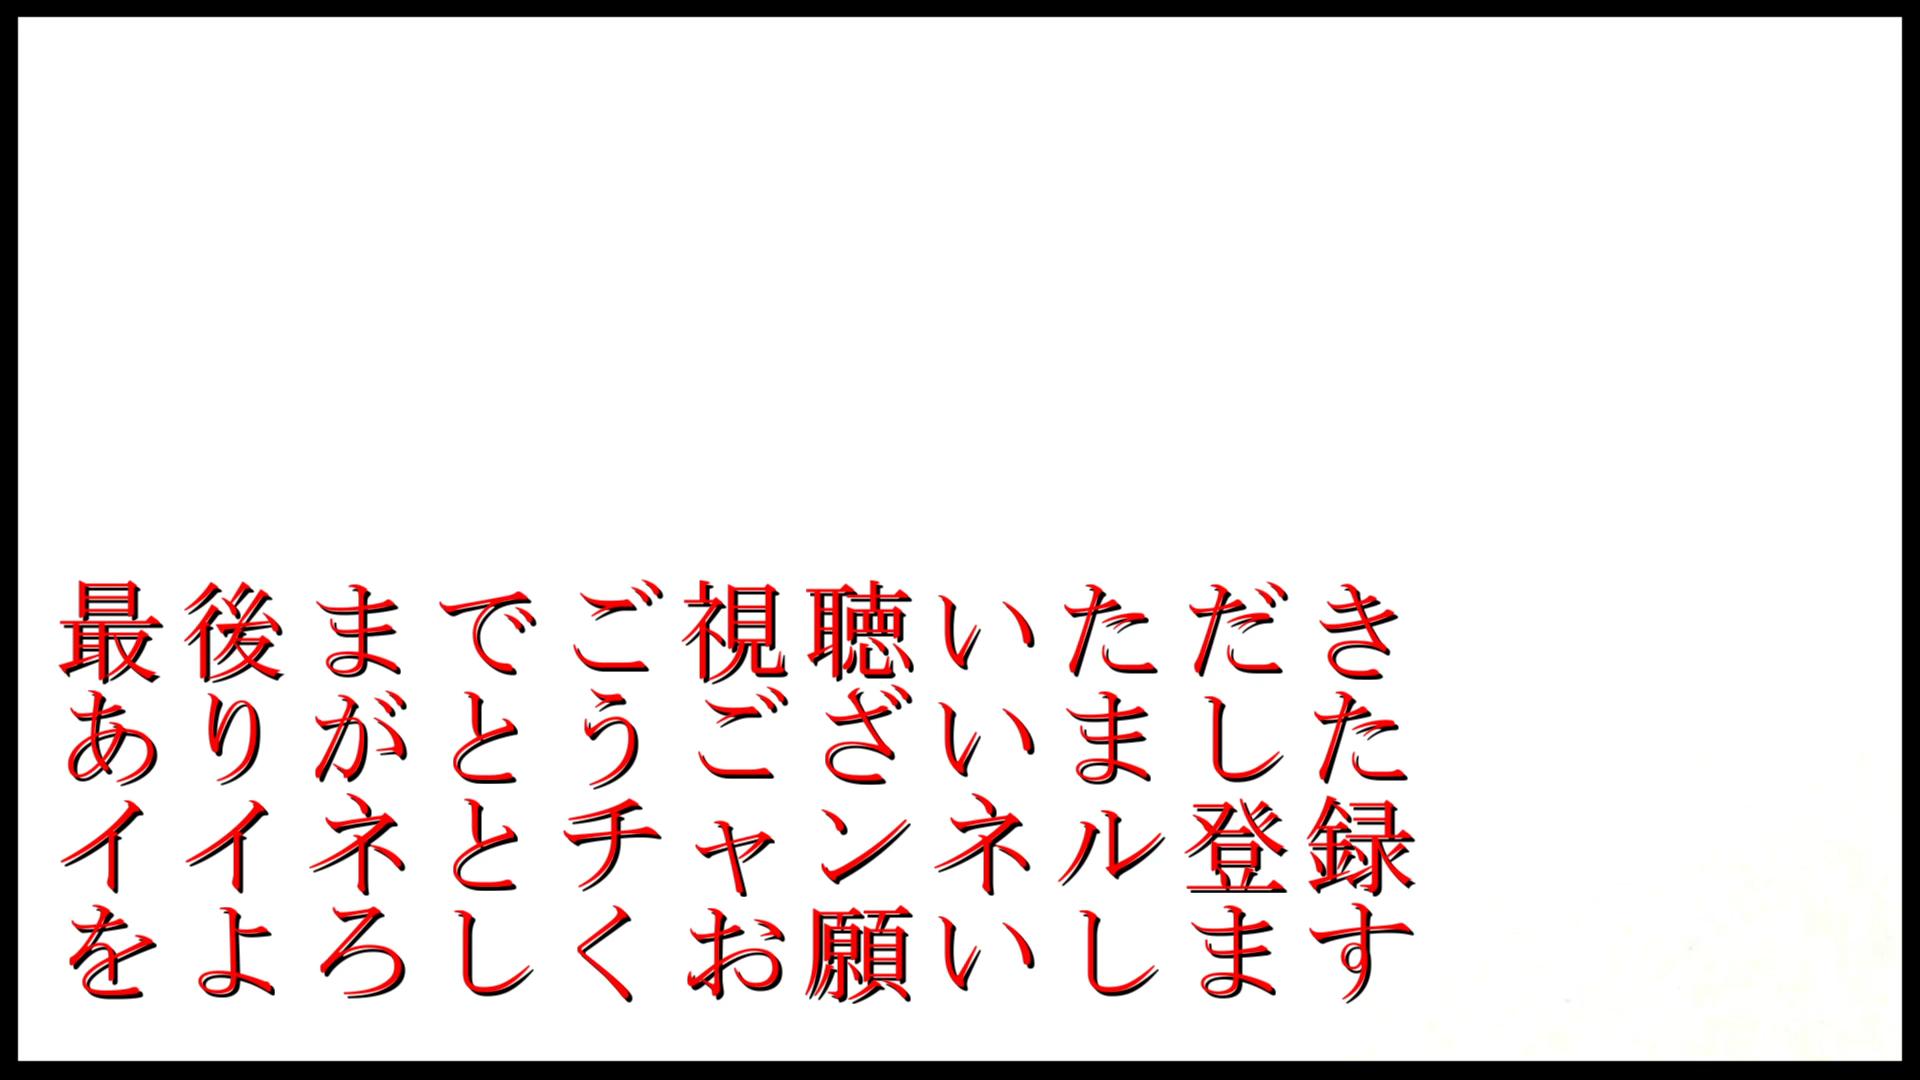 最後までご視聴いただき
ありがとうございました
イイネとチャンネル登録
をよろしくお願いします